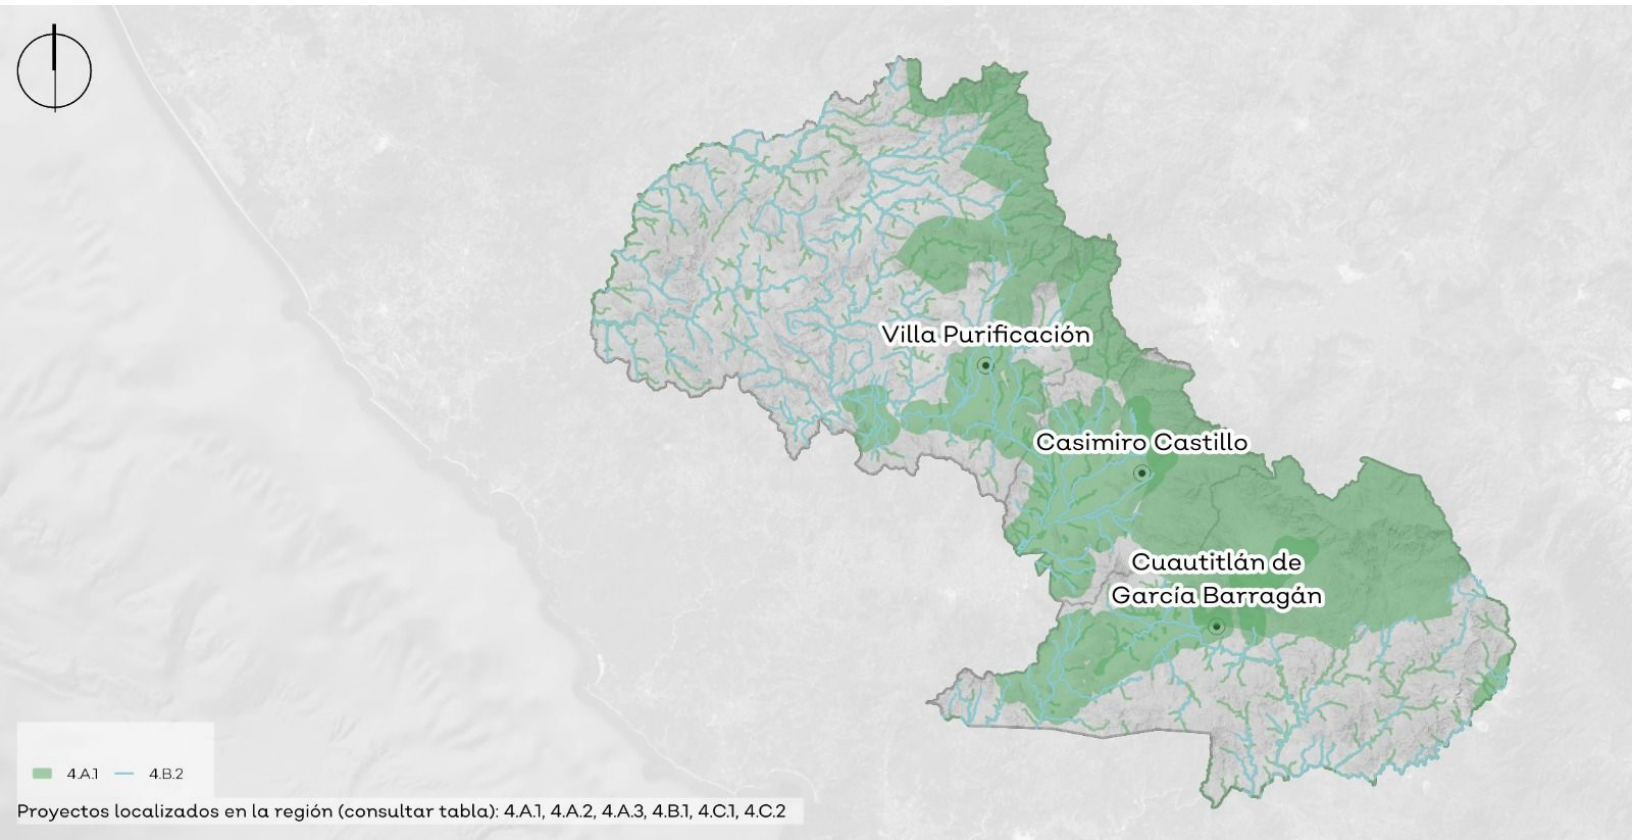 Villa Purificación
Casimiro Castillo
Cuautitlán de
García Barragán
4.A.1 4.B.2
Proyectos localizados en la región (consultar tabla): 4.A.1, 4.A.2, 4.A.3, 4.B.1, 4.C.1, 4.C.2